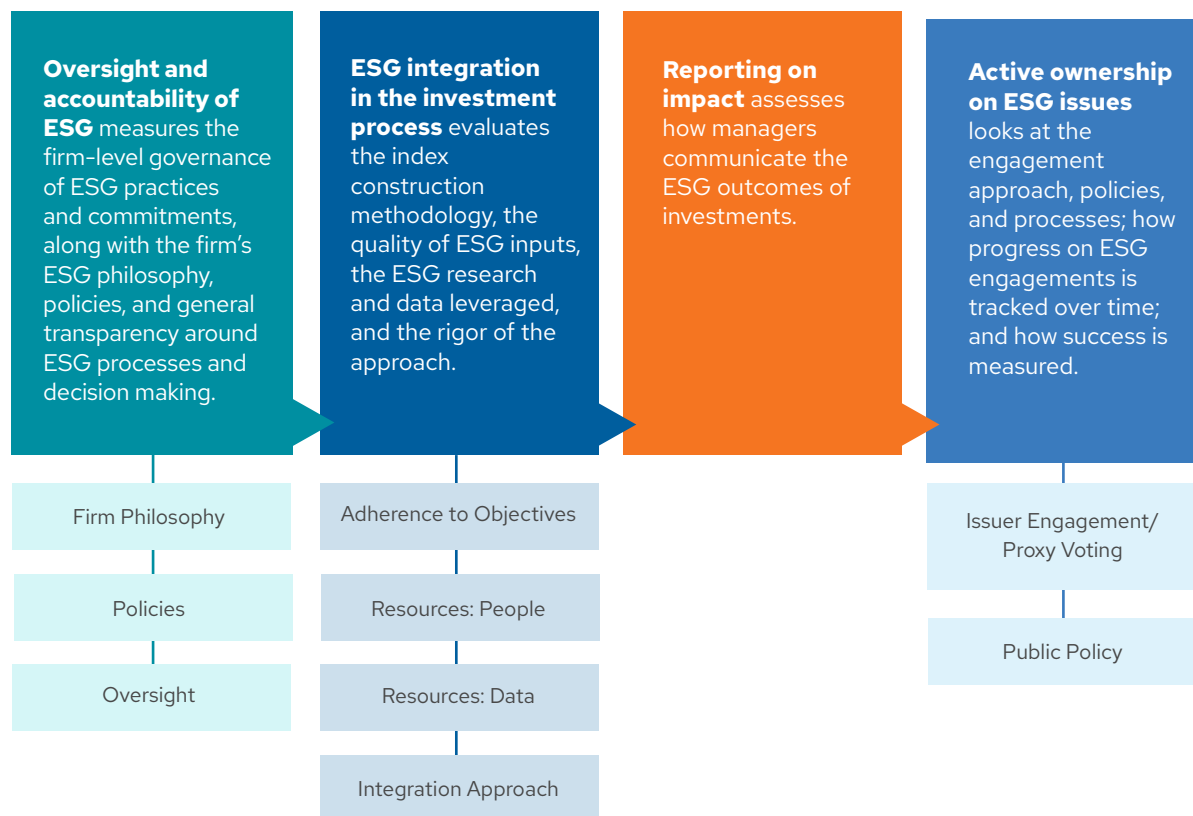 Oversight and
accountability of
ESG measures the
firm-level governance
of ESG practices
and commitments,
along with the firm’s
ESG philosophy,
policies, and general
transparency around
ESG processes and
decision making.
Firm Philosophy
Policies
Oversight
ESG integration
in the investment
process evaluates
the index
construction
methodology, the
quality of ESG inputs,
the ESG research
and data leveraged,
and the rigor of the
approach.
Adherence to Objectives
Resources: People
Resources: Data
Integration Approach
Reporting on
impact assesses
how managers
communicate the
ESG outcomes of
investments.
Active ownership
on ESG issues
looks at the
engagement
approach, policies,
and processes; how
progress on ESG
engagements is
tracked over time;
and how success is
measured.
Issuer Engagement/
Proxy Voting
Public Policy